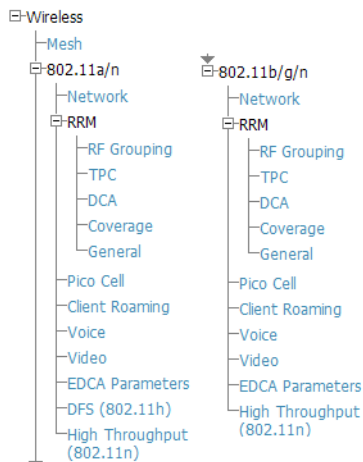 Wireless
Mesh
802.11a/n
Network
RRM
RF Grouping
TPC
DCA
Coverage
General
Pico Cell
Client Roaming
Voice
Video
EDCA Parameters
DFS (802.11h)
High Throughput
(802.11n)
802.11b/g/n
Network
RRM
RF Grouping
TPC
DCA
Coverage
General
Pico Cell
Client Roaming
Voice
Video
EDCA Parameters
High Throughput
(802.11n)